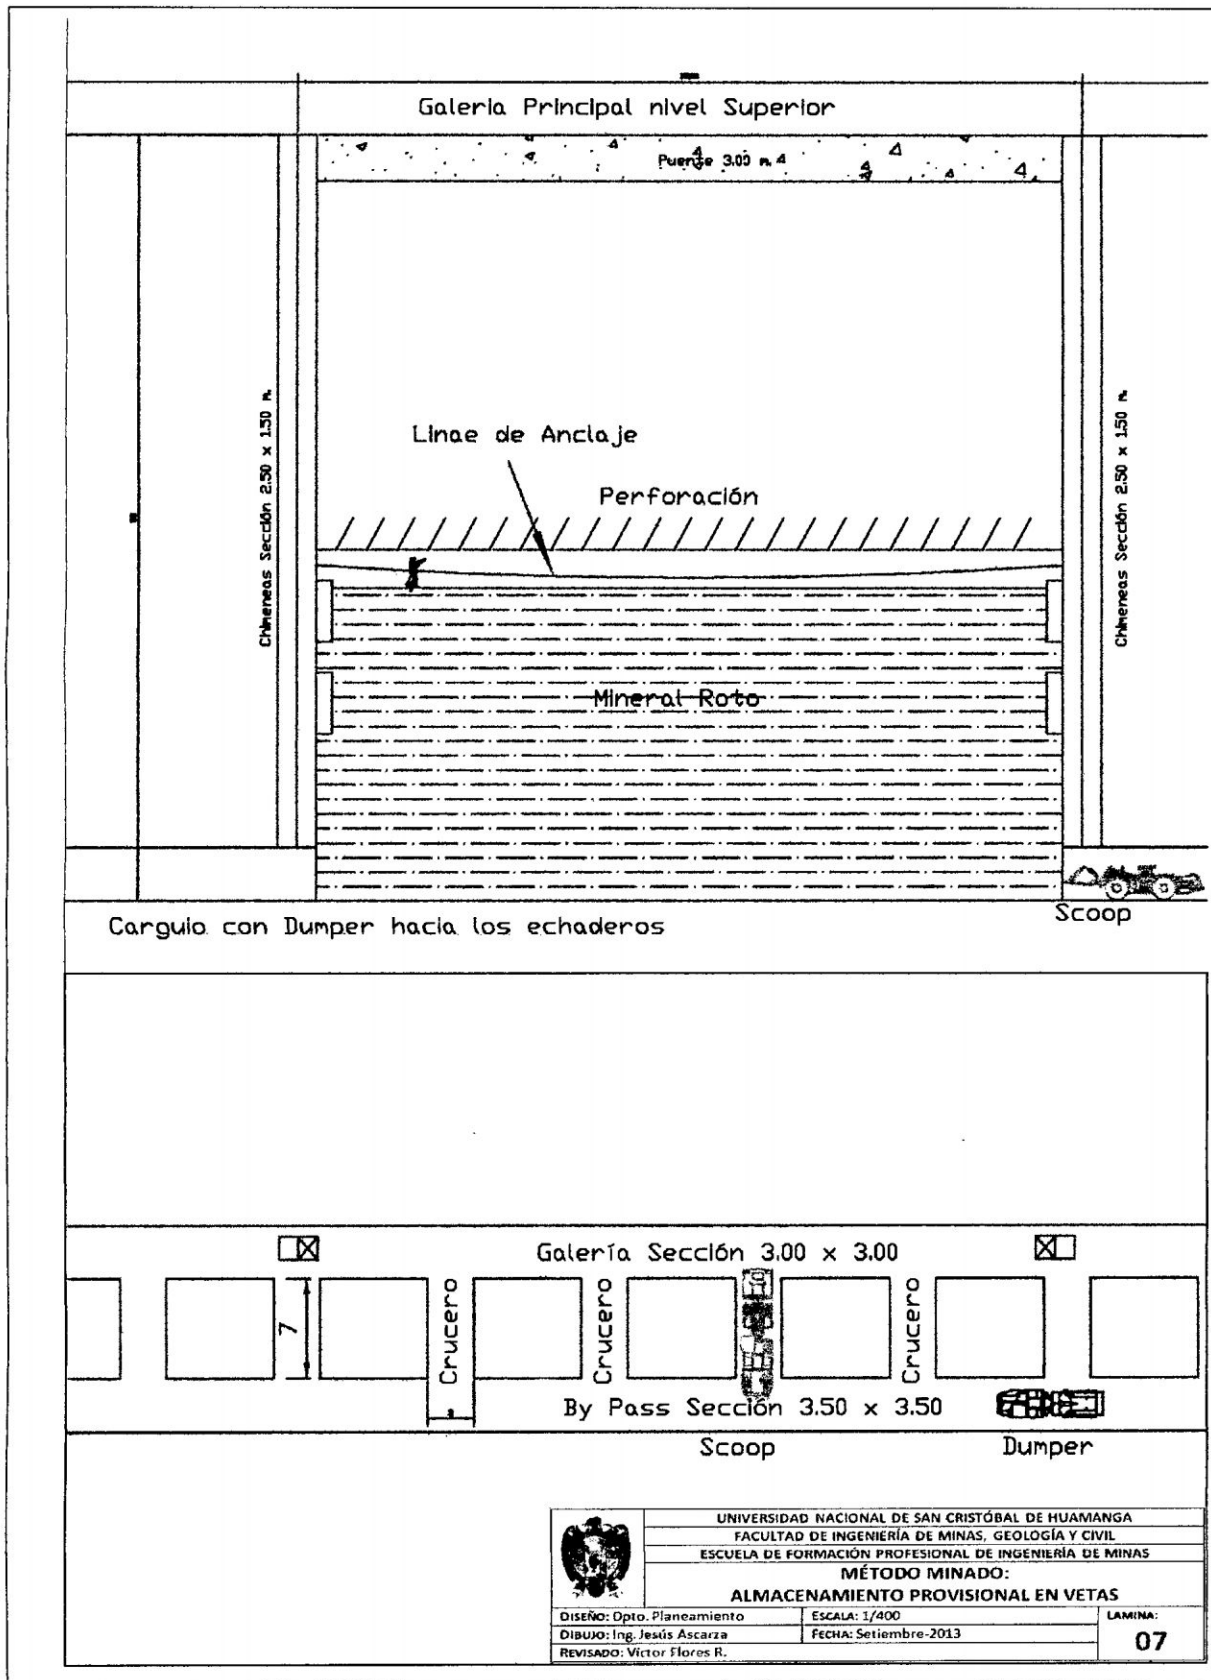 Galeria Principal nivel Superior
Puente 3.00 m.
Chimeneas Sección 2.50 x 1.50 m.
Linae de Anclaje
Perforación
Chimeneas Sección 2.50 x 1.50 m.
Mineral Roto
Carguio con Dumper hacia los echaderos
Scoop
Galería Sección 3.00 x 3.00
7
Crucero
Crucero
Crucero
3
By Pass Sección 3.50 x 3.50
Scoop
Dumper
UNIVERSIDAD NACIONAL DE SAN CRISTÓBAL DE HUAMANGA
FACULTAD DE INGENIERÍA DE MINAS, GEOLOGÍA Y CIVIL
ESCUELA DE FORMACIÓN PROFESIONAL DE INGENIERÍA DE MINAS
MÉTODO MINADO:
ALMACENAMIENTO PROVISIONAL EN VETAS
DISEÑO: Dpto. Planeamiento
ESCALA: 1/400
LAMINA:
DIBUJO: Ing. Jesús Ascarza
FECHA: Setiembre-2013
07
REVISADO: Víctor Flores R.